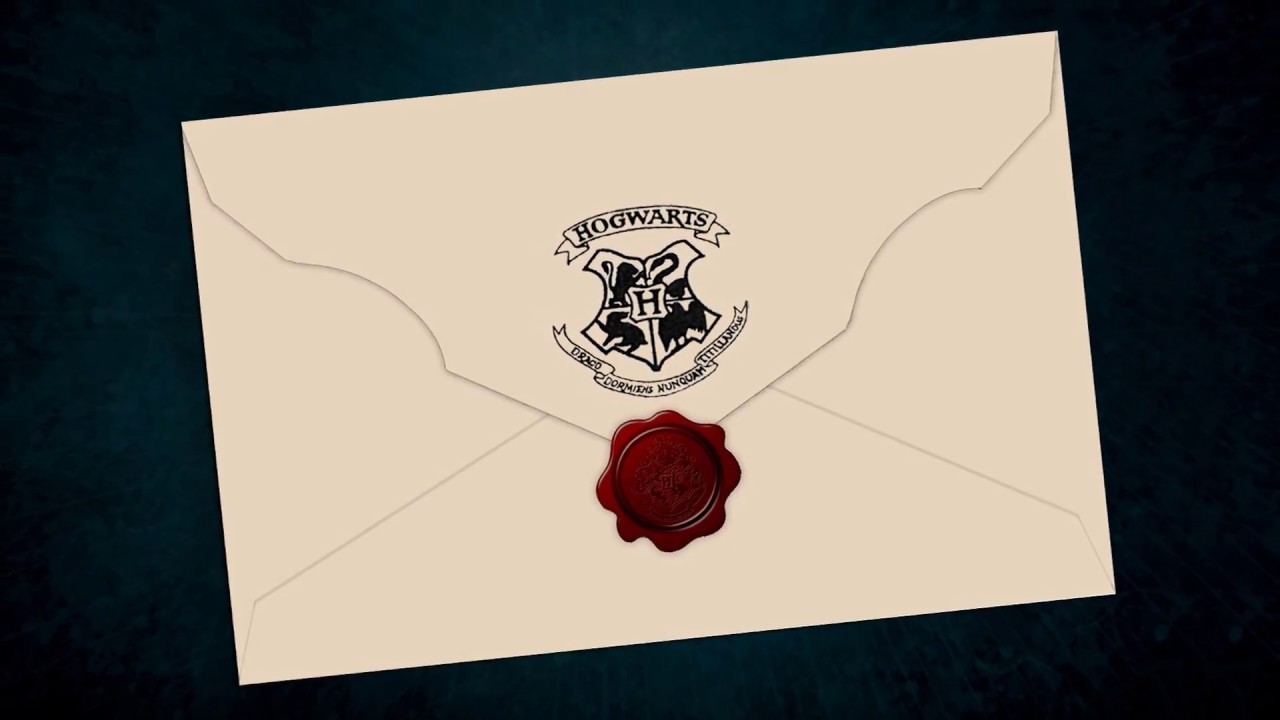 HOGWARTS
H
DRACO DORMIENS NUNQUAM TITILLANDUS
H